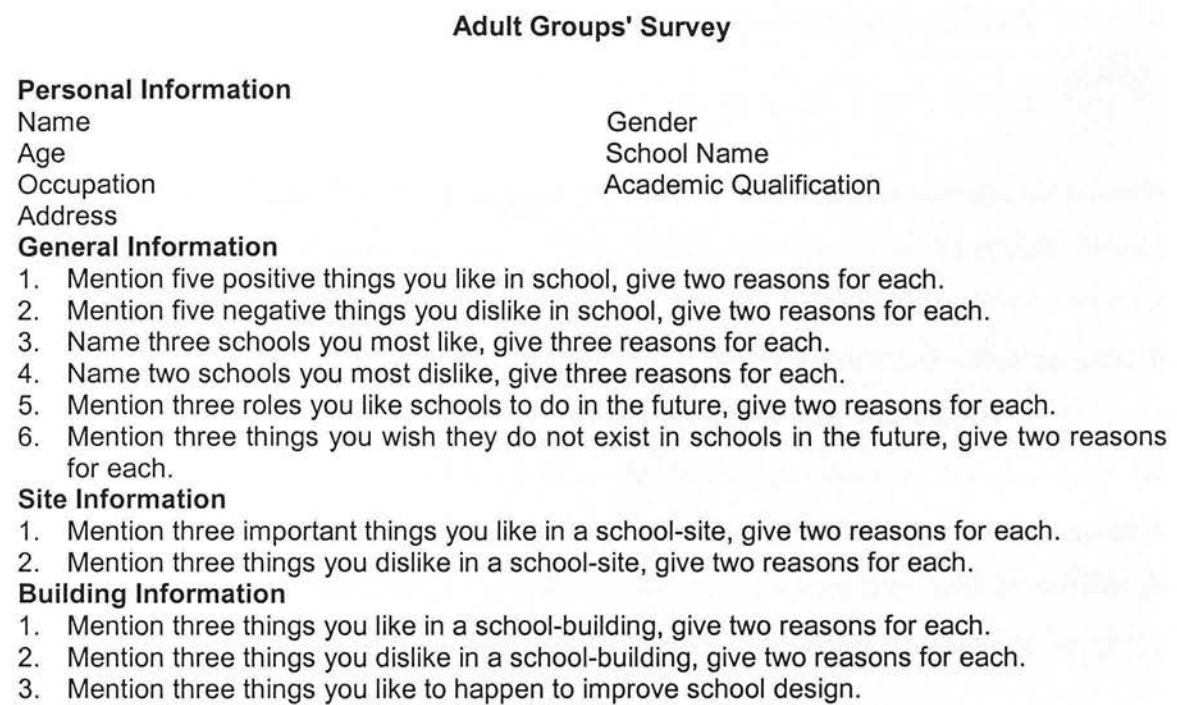 Adult Groups' Survey
Personal Information
Name Gender
Age School Name
Occupation Academic Qualification
Address
General Information
1. Mention five positive things you like in school, give two reasons for each.
2. Mention five negative things you dislike in school, give two reasons for each.
3. Name three schools you most like, give three reasons for each.
4. Name two schools you most dislike, give three reasons for each.
5. Mention three roles you like schools to do in the future, give two reasons for each.
6. Mention three things you wish they do not exist in schools in the future, give two reasons
for each.
Site Information
1. Mention three important things you like in a school-site, give two reasons for each.
2. Mention three things you dislike in a school-site, give two reasons for each.
Building Information
1. Mention three things you like in a school-building, give two reasons for each.
2. Mention three things you dislike in a school-building, give two reasons for each.
3. Mention three things you like to happen to improve school design.